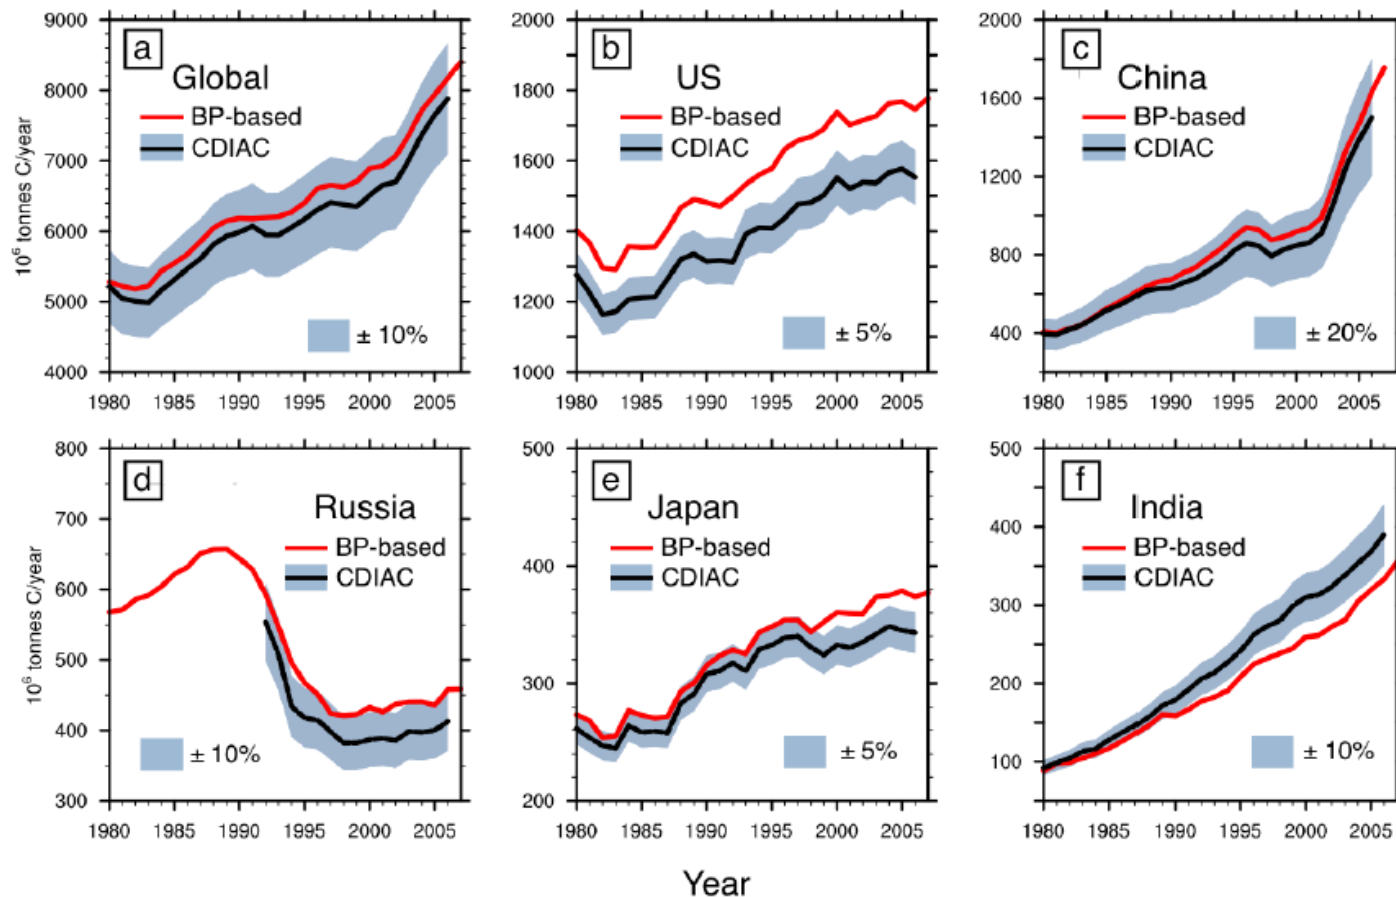 a
Global
BP-based
CDIAC
± 10%
10⁶ tonnes C/year
9000
8000
7000
6000
5000
4000
1980 1985 1990 1995 2000 2005
b
US
BP-based
CDIAC
± 5%
2000
1800
1600
1400
1200
1000
1980 1985 1990 1995 2000 2005
c
China
BP-based
CDIAC
± 20%
2000
1600
1200
800
400
1980 1985 1990 1995 2000 2005
d
Russia
BP-based
CDIAC
± 10%
10⁶ tonnes C/year
800
700
600
500
400
300
1980 1985 1990 1995 2000 2005
e
Japan
BP-based
CDIAC
± 5%
500
400
300
200
1980 1985 1990 1995 2000 2005
f
India
BP-based
CDIAC
± 10%
500
400
300
200
100
1980 1985 1990 1995 2000 2005
Year